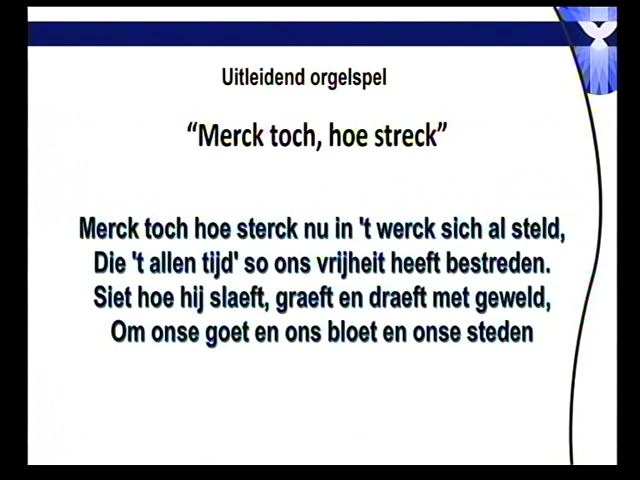 Uitleidend orgelspel
“Merck toch, hoe streck”
Merck toch hoe sterck nu in 't werck sich al steld,
Die 't allen tijd' so ons vrijheit heeft bestreden.
Siet hoe hij slaeft, graeft en draeft met geweld,
Om onse goet en ons bloet en onse steden